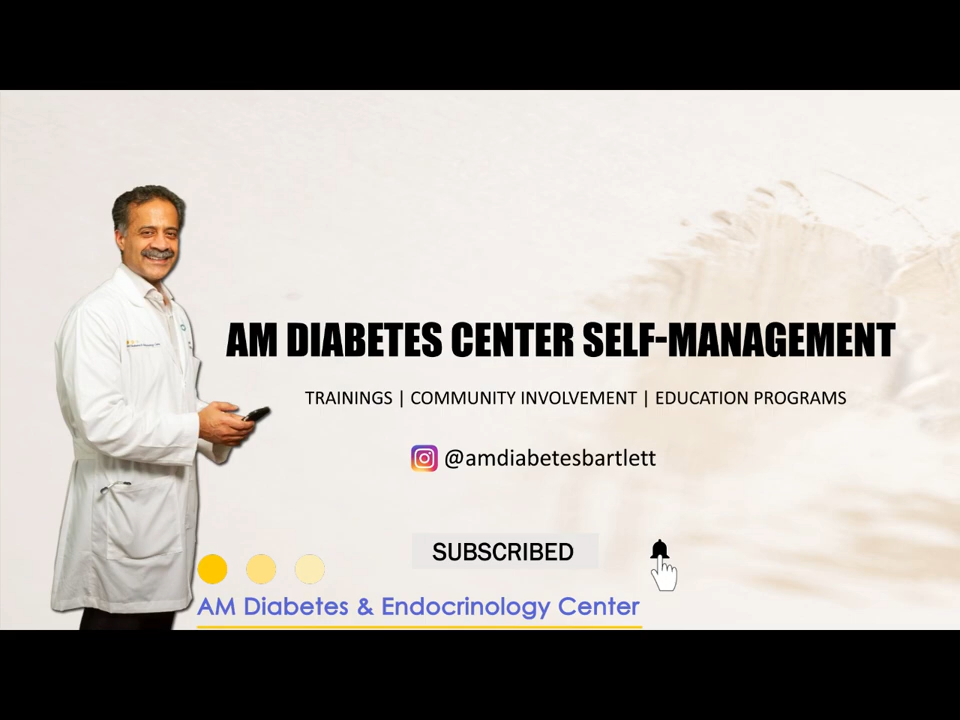 AM DIABETES CENTER SELF-MANAGEMENT
TRAININGS | COMMUNITY INVOLVEMENT | EDUCATION PROGRAMS
@amdiabetesbartlett
SUBSCRIBED
AM Diabetes & Endocrinology Center